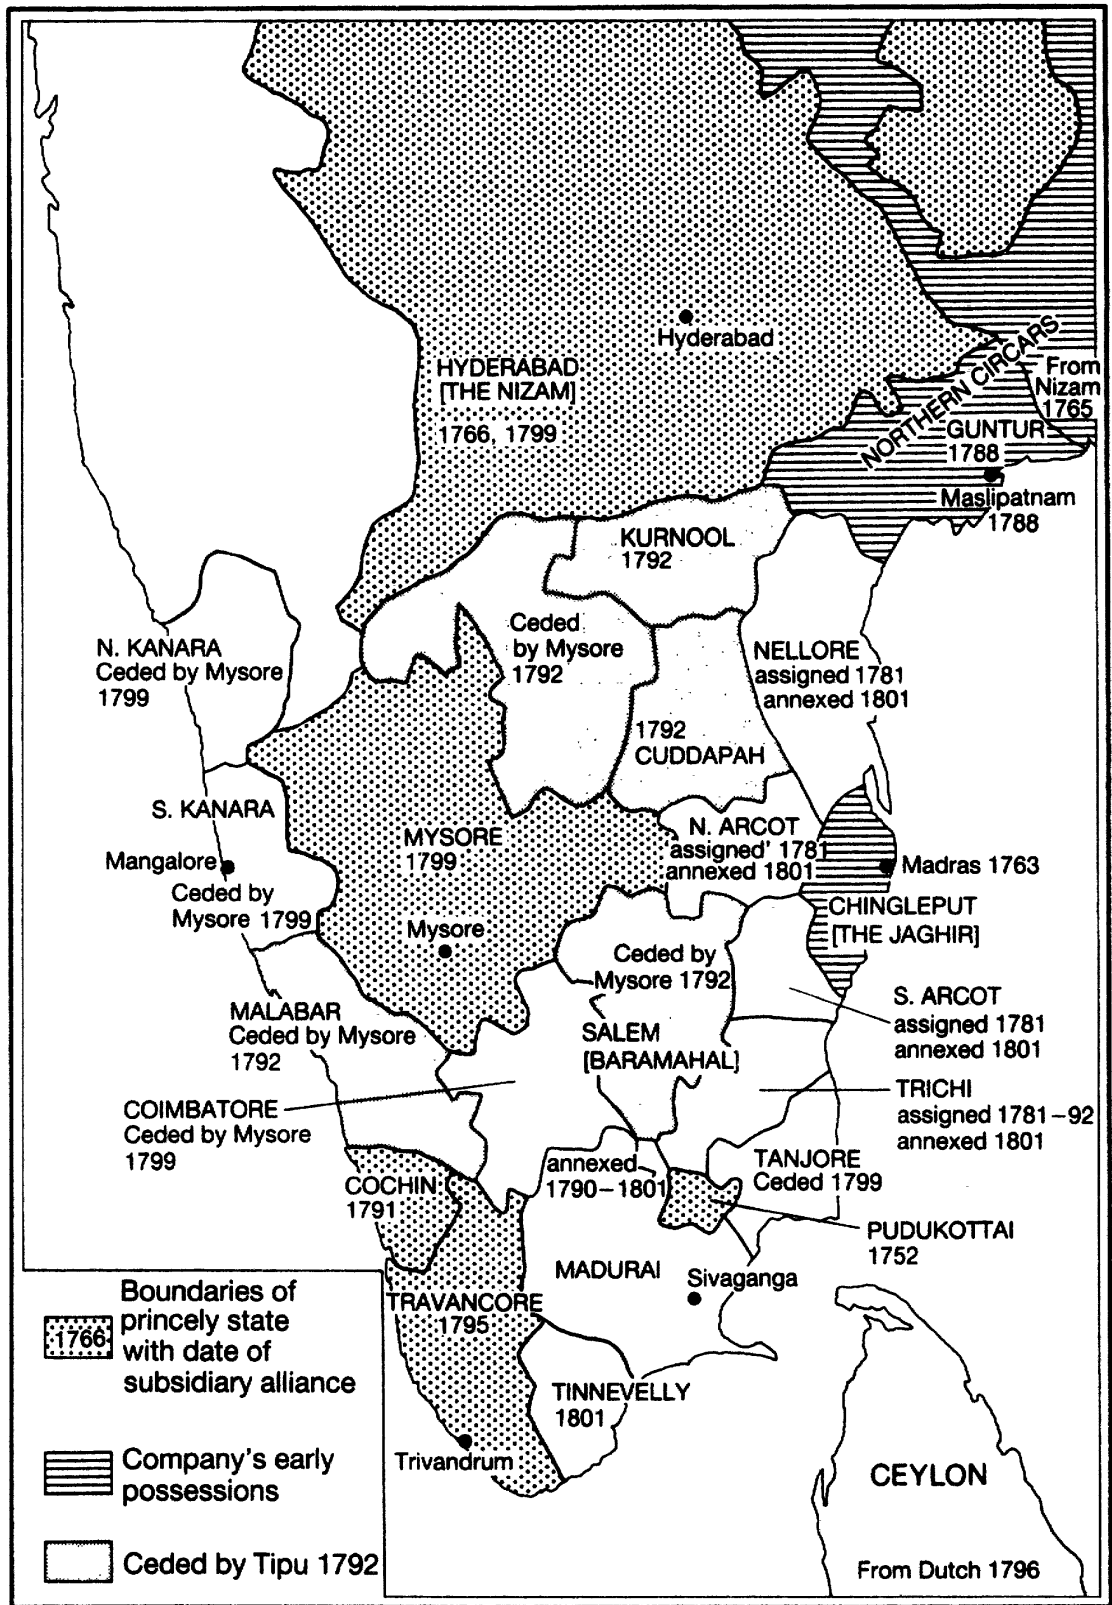 Hyderabad
HYDERABAD
[THE NIZAM]
1766, 1799
NORTHERN CIRCARS
From
Nizam
1765
GUNTUR
1788
Maslipatnam
1788
KURNOOL
1792
N. KANARA
Ceded by Mysore
1799
Ceded
by Mysore
1792
NELLORE
assigned 1781
annexed 1801
1792
CUDDAPAH
S. KANARA
Mangalore
Ceded by
Mysore 1799
MYSORE
1799
Mysore
N. ARCOT
assigned' 1781
annexed 1801
Madras 1763
CHINGLEPUT
[THE JAGHIR]
Ceded by
Mysore 1792
SALEM
[BARAMAHAL]
S. ARCOT
assigned 1781
annexed 1801
MALABAR
Ceded by Mysore
1792
COIMBATORE
Ceded by Mysore
1799
TRICHI
assigned 1781–92
annexed 1801
annexed
1790–1801
TANJORE
Ceded 1799
COCHIN
1791
PUDUKOTTAI
1752
MADURAI
Sivaganga
TRAVANCORE
1795
TINNEVELLY
1801
Trivandrum
CEYLON
From Dutch 1796
1766
Boundaries of
princely state
with date of
subsidiary alliance
Company's early
possessions
Ceded by Tipu 1792